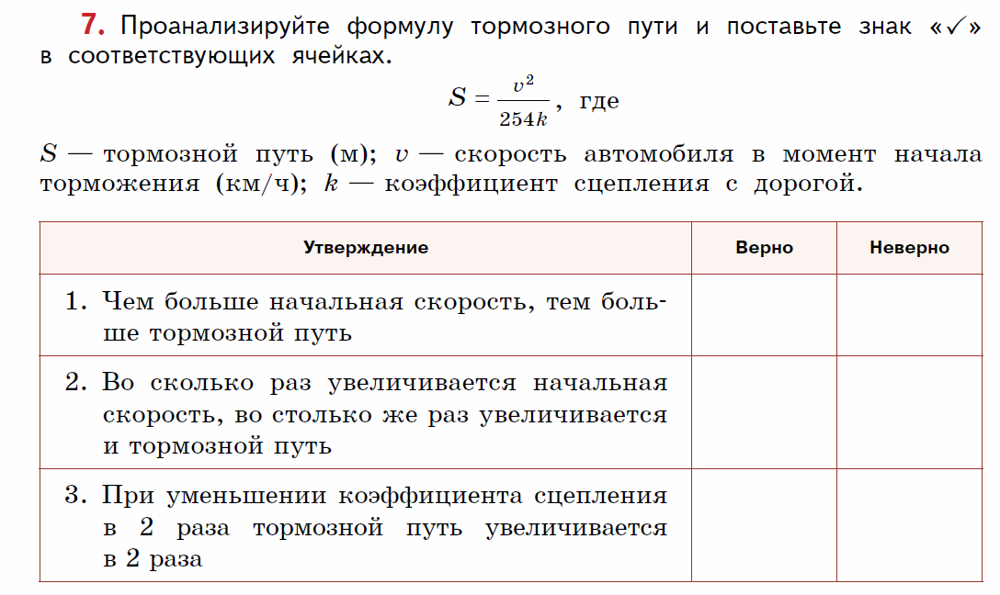 7. Проанализируйте формулу тормозного пути и поставьте знак «✓»
в соответствующих ячейках.
S = v²/254k, где
S — тормозной путь (м); v — скорость автомобиля в момент начала
торможения (км/ч); k — коэффициент сцепления с дорогой.
Утверждение Верно Неверно
1. Чем больше начальная скорость, тем боль-
ше тормозной путь
2. Во сколько раз увеличивается начальная
скорость, во столько же раз увеличивается
и тормозной путь
3. При уменьшении коэффициента сцепления
в 2 раза тормозной путь увеличивается
в 2 раза